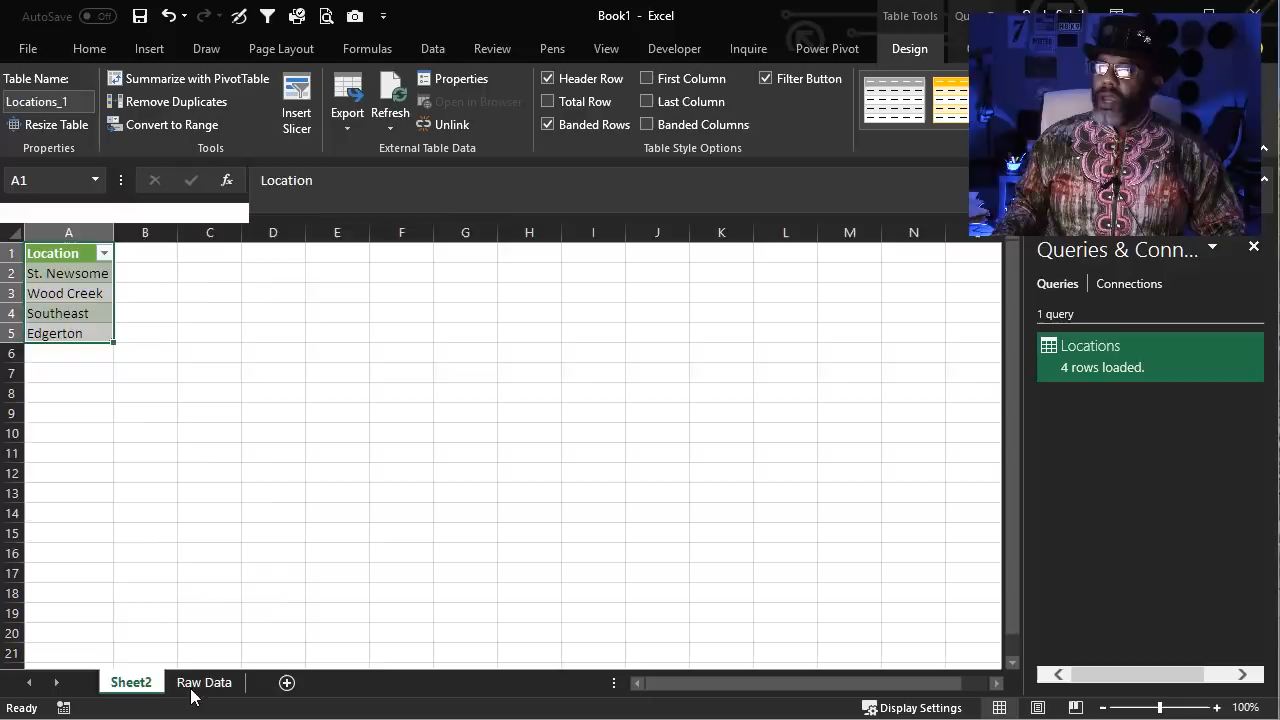 AutoSave Off Book1 - Excel Table Tools
File Home Insert Draw Page Layout Formulas Data Review Pens View Developer Inquire Power Pivot Design
Table Name:
Locations_1
Resize Table
Properties
Summarize with PivotTable
Remove Duplicates
Convert to Range
Insert
Slicer
Tools
Export
Refresh
Properties
Open in Browser
Unlink
External Table Data
Header Row First Column Filter Button
Total Row Last Column
Banded Rows Banded Columns
Table Style Options
A1 fx Location
A B C D E F G H I J K L M N
1 Location
2 St. Newsome
3 Wood Creek
4 Southeast
5 Edgerton
6
7
8
9
10
11
12
13
14
15
16
17
18
19
20
21
Queries & Conn...
Queries Connections
1 query
Locations
4 rows loaded.
Sheet2 Raw Data
Ready Display Settings 100%